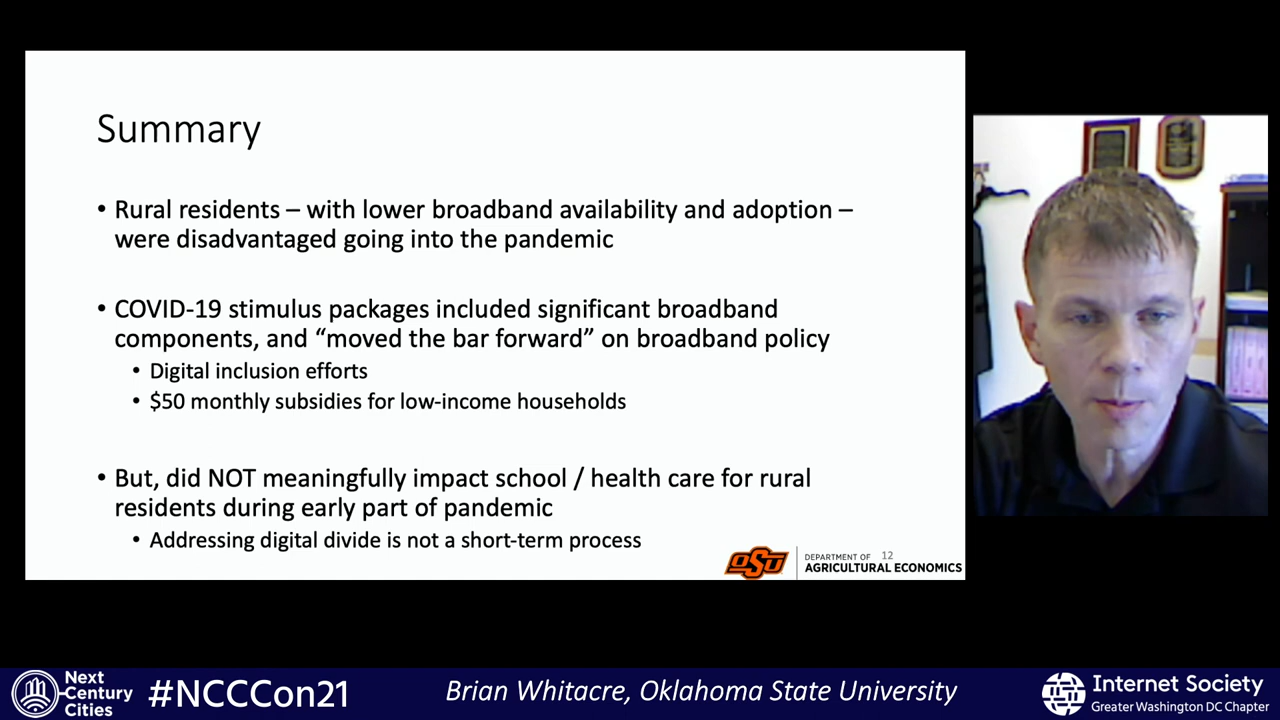 Summary
• Rural residents – with lower broadband availability and adoption –
were disadvantaged going into the pandemic
• COVID-19 stimulus packages included significant broadband
components, and “moved the bar forward” on broadband policy
• Digital inclusion efforts
• $50 monthly subsidies for low-income households
• But, did NOT meaningfully impact school / health care for rural
residents during early part of pandemic
• Addressing digital divide is not a short-term process
OSU
DEPARTMENT OF 12
AGRICULTURAL ECONOMICS
Next
Century
Cities
#NCCCon21
Brian Whitacre, Oklahoma State University
Internet Society
Greater Washington DC Chapter